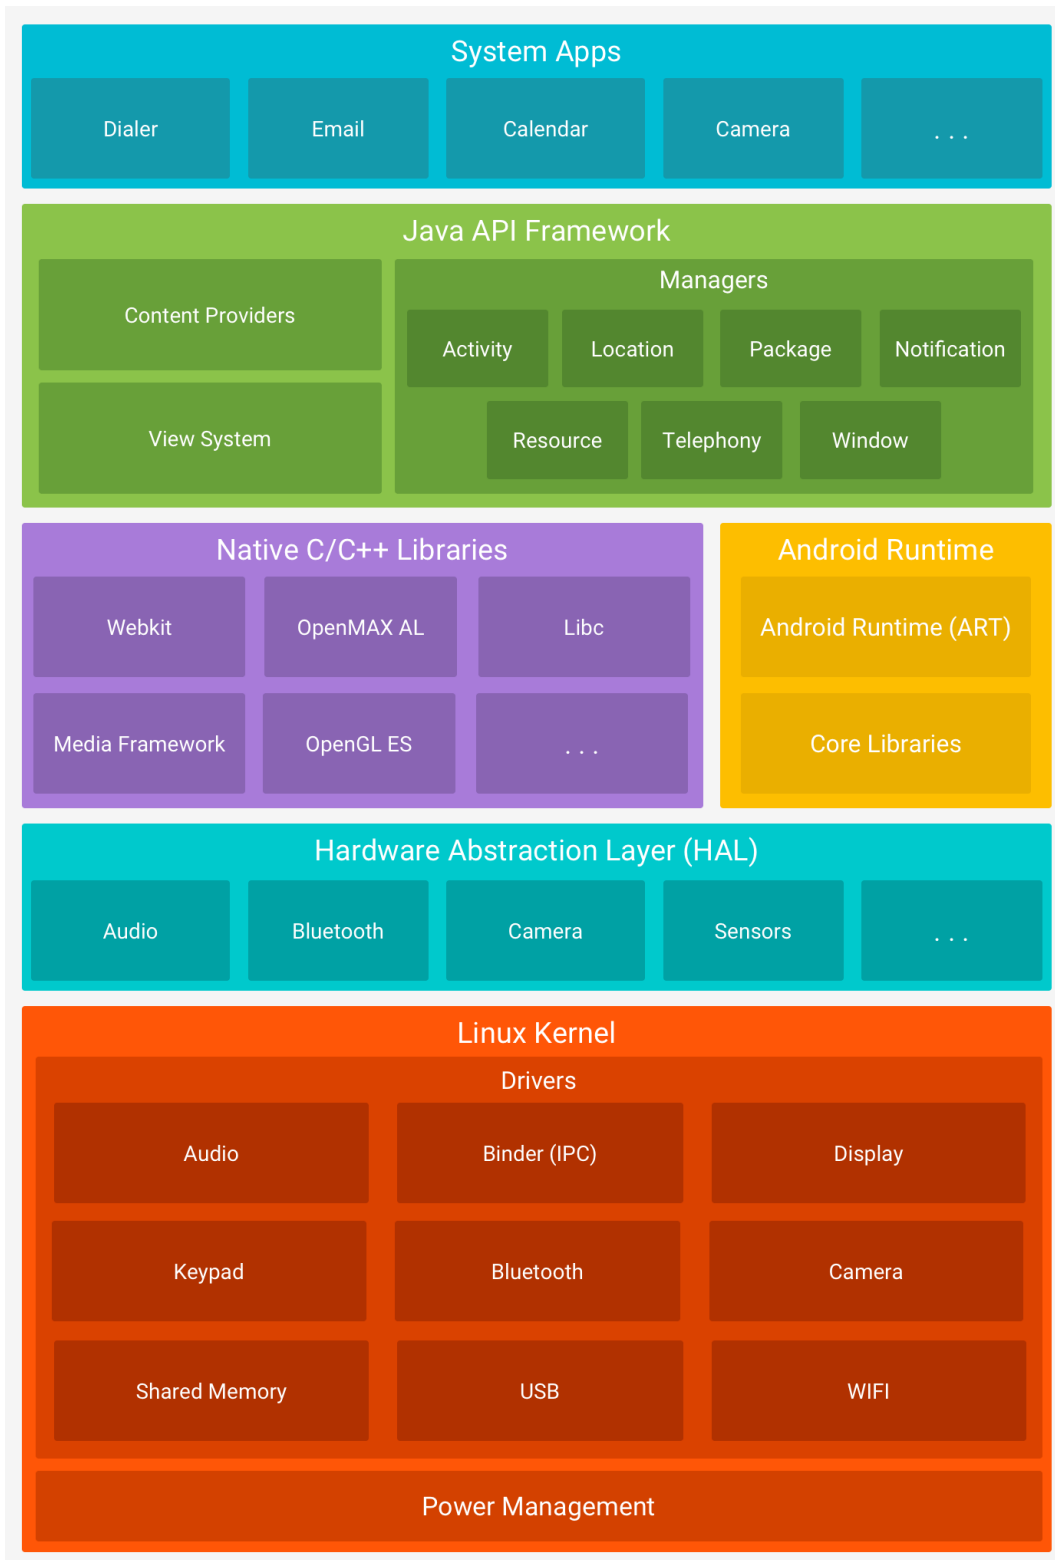 System Apps
Dialer
Email
Calendar
Camera
. . .
Java API Framework
Content Providers
View System
Managers
Activity
Location
Package
Notification
Resource
Telephony
Window
Native C/C++ Libraries
Webkit
OpenMAX AL
Libc
Media Framework
OpenGL ES
. . .
Android Runtime
Android Runtime (ART)
Core Libraries
Hardware Abstraction Layer (HAL)
Audio
Bluetooth
Camera
Sensors
. . .
Linux Kernel
Drivers
Audio
Binder (IPC)
Display
Keypad
Bluetooth
Camera
Shared Memory
USB
WIFI
Power Management